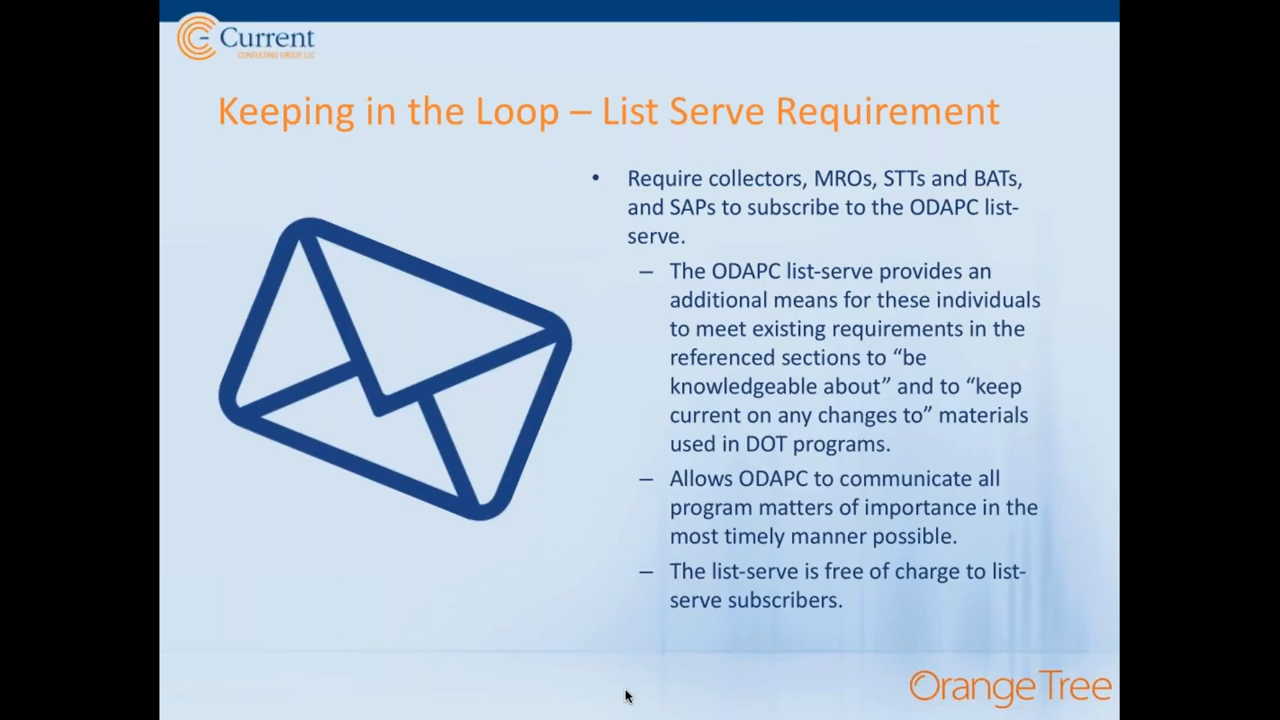 Current
CONSULTING GROUP, LLC
Keeping in the Loop – List Serve Requirement
• Require collectors, MROs, STTs and BATs,
and SAPs to subscribe to the ODAPC list-
serve.
– The ODAPC list-serve provides an
additional means for these individuals
to meet existing requirements in the
referenced sections to “be
knowledgeable about” and to “keep
current on any changes to” materials
used in DOT programs.
– Allows ODAPC to communicate all
program matters of importance in the
most timely manner possible.
– The list-serve is free of charge to list-
serve subscribers.
OrangeTree